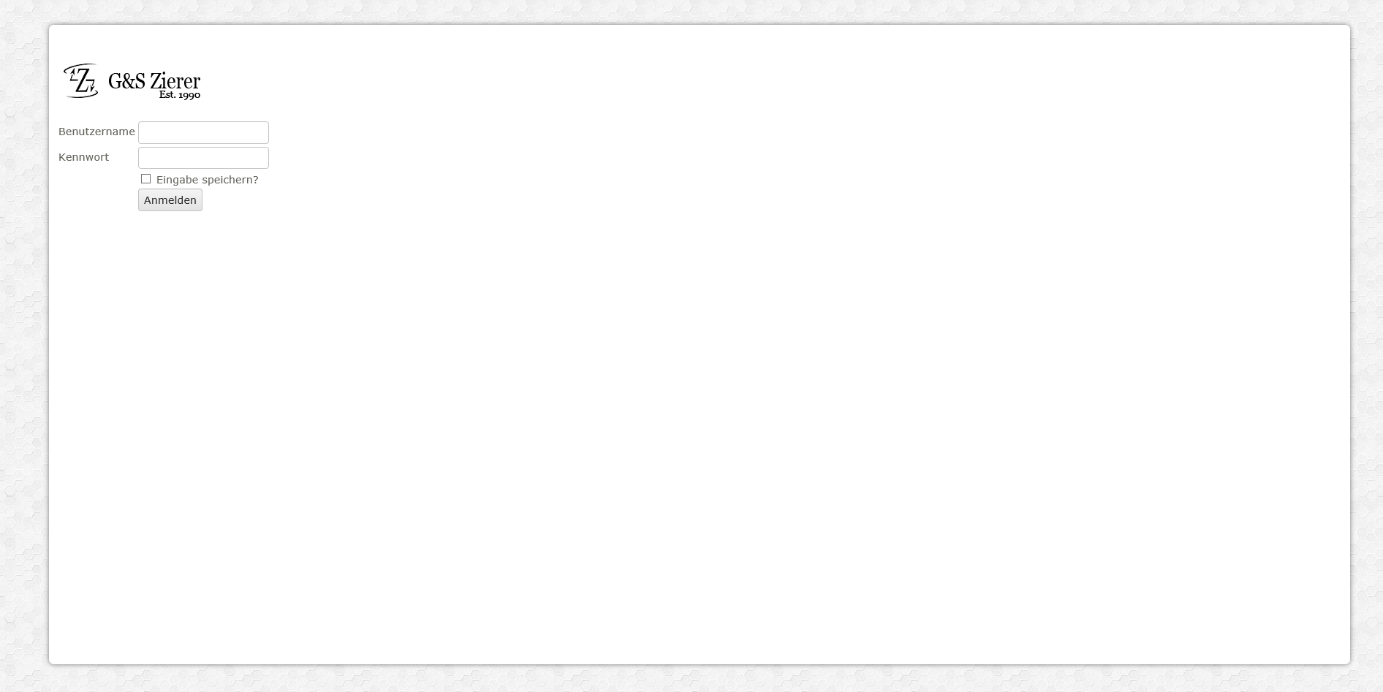 G&S Zierer
Est. 1990
Benutzername
Kennwort
Eingabe speichern?
Anmelden